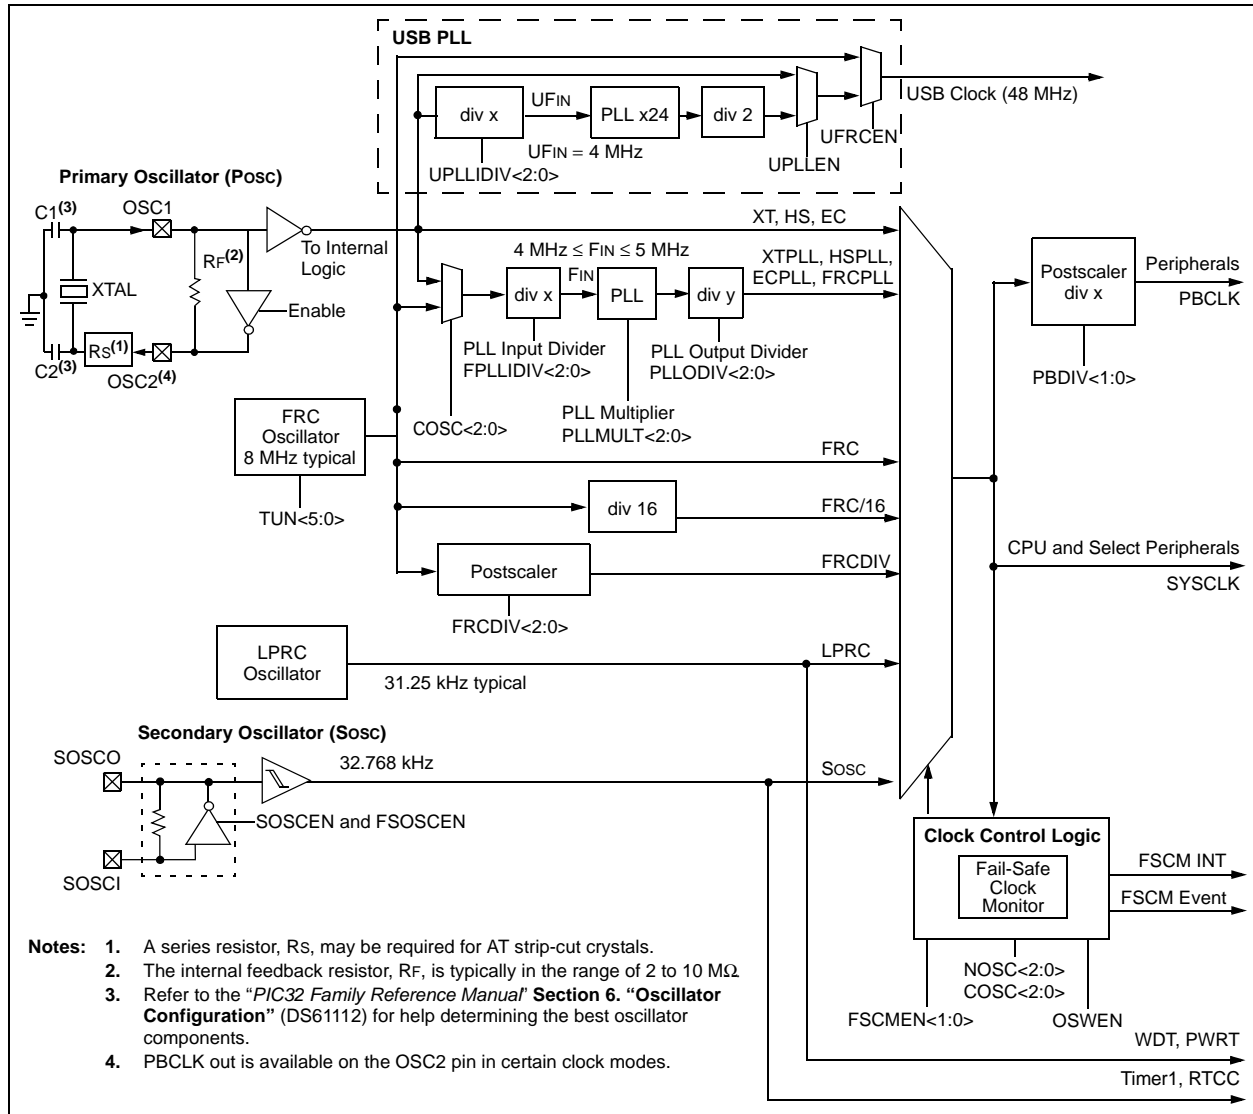 USB PLL
USB Clock (48 MHz)
div x
UFIN
PLL x24
div 2
UFIN = 4 MHz
UFRCEN
UPLLEN
UPLLIDIV<2:0>
Primary Oscillator (POSC)
C1(3)
OSC1
RF(2)
To Internal
Logic
XTAL
Enable
C2(3)
RS(1)
OSC2(4)
XT, HS, EC
4 MHz ≤ FIN ≤ 5 MHz
XTPLL, HSPLL,
ECPLL, FRCPLL
div x
FIN
PLL
div y
PLL Input Divider
FPLLIDIV<2:0>
PLL Output Divider
PLLODIV<2:0>
PLL Multiplier
PLLMULT<2:0>
COSC<2:0>
Postscaler
div x
Peripherals
PBCLK
PBDIV<1:0>
FRC
Oscillator
8 MHz typical
TUN<5:0>
FRC
div 16
FRC/16
Postscaler
FRCDIV
FRCDIV<2:0>
CPU and Select Peripherals
SYSCLK
LPRC
Oscillator
31.25 kHz typical
LPRC
Secondary Oscillator (SOSC)
SOSCO
32.768 kHz
SOSC
SOSCEN and FSOSCEN
SOSCI
Clock Control Logic
Fail-Safe
Clock
Monitor
FSCM INT
FSCM Event
NOSC<2:0>
COSC<2:0>
FSCMEN<1:0>
OSWEN
WDT, PWRT
Timer1, RTCC
Notes: 1. A series resistor, RS, may be required for AT strip-cut crystals.
2. The internal feedback resistor, RF, is typically in the range of 2 to 10 MΩ.
3. Refer to the “PIC32 Family Reference Manual” Section 6. “Oscillator
Configuration” (DS61112) for help determining the best oscillator
components.
4. PBCLK out is available on the OSC2 pin in certain clock modes.